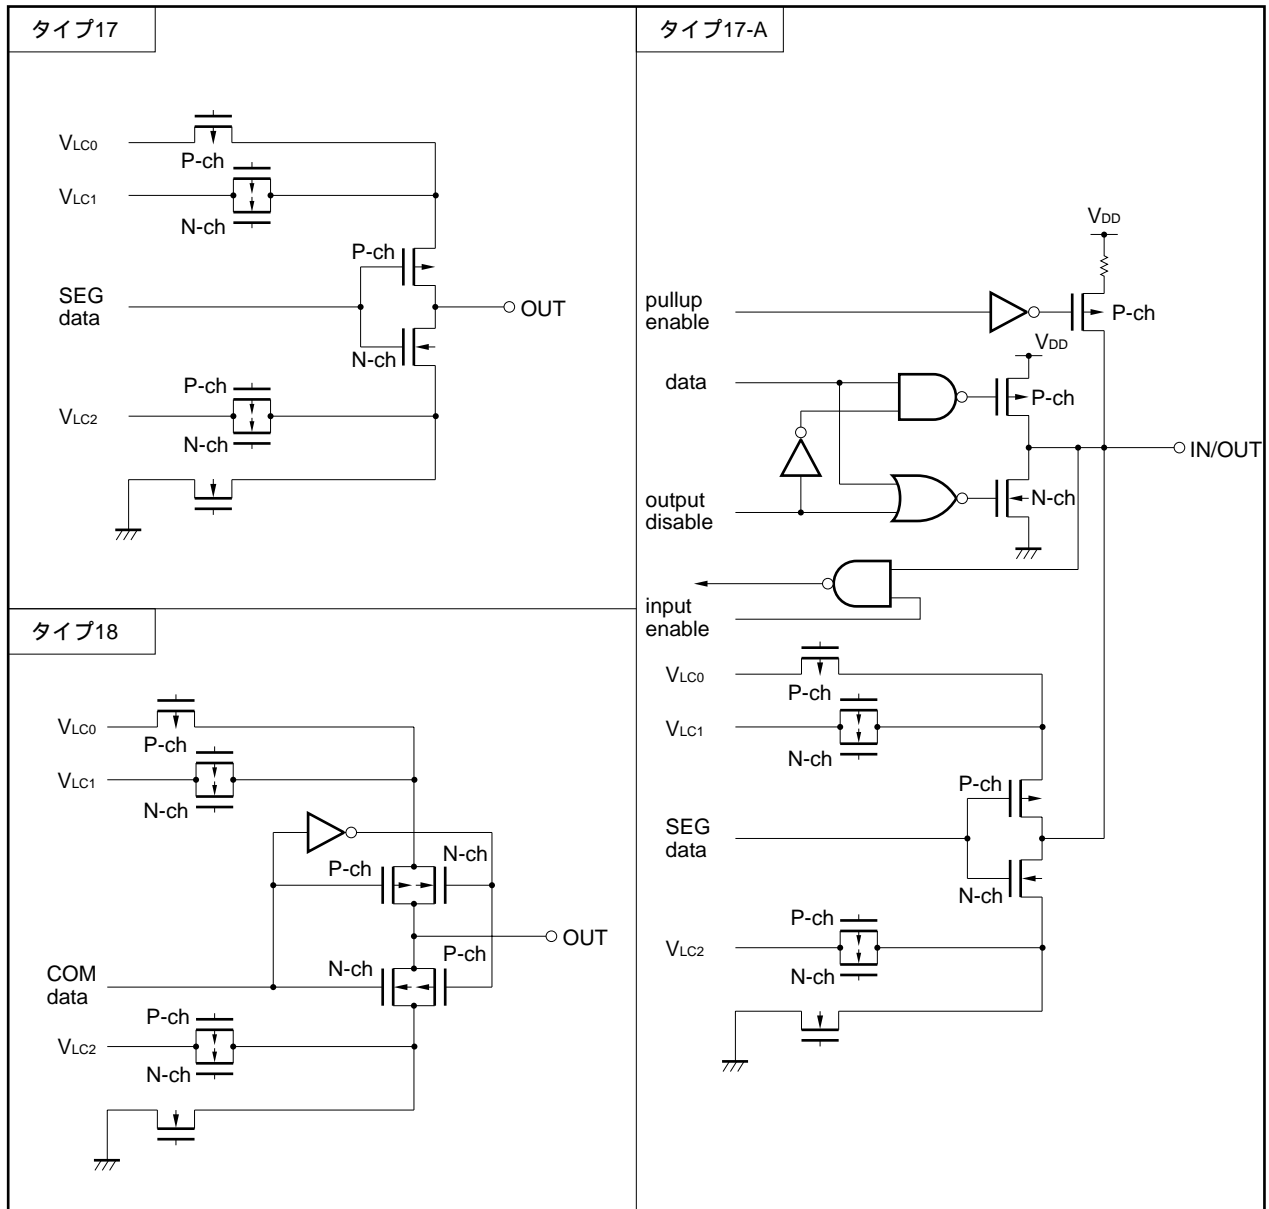 タイプ17
VLC0
P-ch
VLC1
N-ch
P-ch
SEG
data
OUT
N-ch
P-ch
VLC2
N-ch
タイプ18
VLC0
P-ch
VLC1
N-ch
P-ch
N-ch
OUT
N-ch
P-ch
COM
data
P-ch
VLC2
N-ch
タイプ17-A
VDD
pullup
enable
P-ch
VDD
data
P-ch
IN/OUT
output
disable
N-ch
input
enable
VLC0
P-ch
VLC1
N-ch
P-ch
SEG
data
N-ch
P-ch
VLC2
N-ch